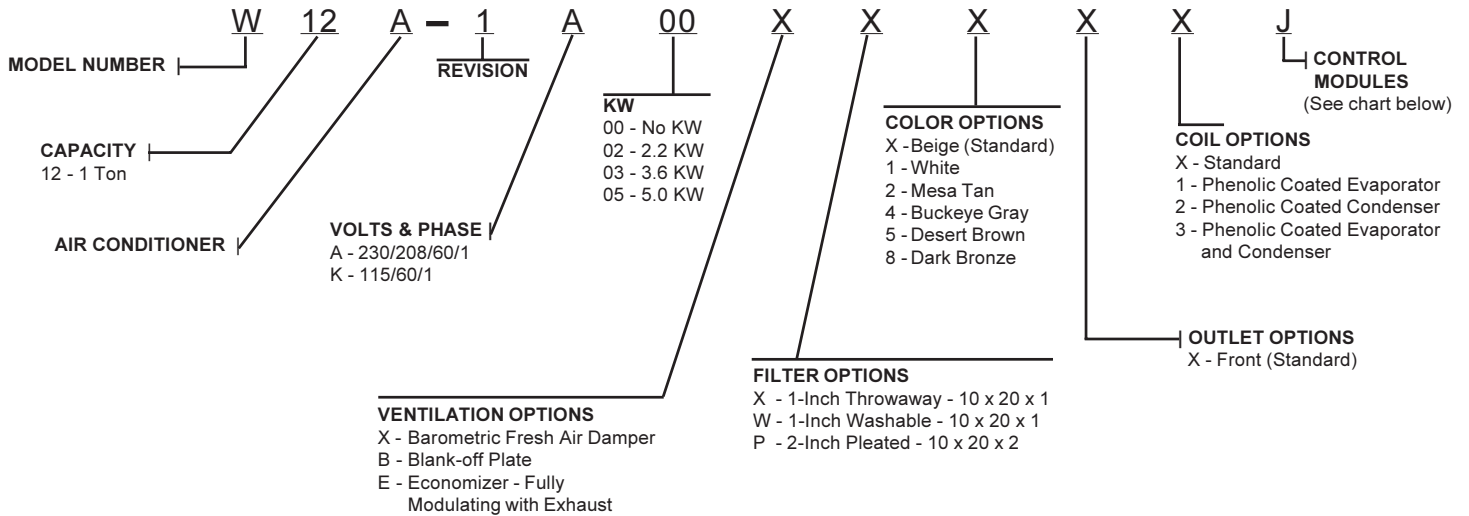 W 12 A – 1 A 00 X X X X X J
MODEL NUMBER
REVISION
CONTROL
MODULES
(See chart below)
CAPACITY
12 - 1 Ton
AIR CONDITIONER
VOLTS & PHASE
A - 230/208/60/1
K - 115/60/1
KW
00 - No KW
02 - 2.2 KW
03 - 3.6 KW
05 - 5.0 KW
COLOR OPTIONS
X - Beige (Standard)
1 - White
2 - Mesa Tan
4 - Buckeye Gray
5 - Desert Brown
8 - Dark Bronze
COIL OPTIONS
X - Standard
1 - Phenolic Coated Evaporator
2 - Phenolic Coated Condenser
3 - Phenolic Coated Evaporator
and Condenser
OUTLET OPTIONS
X - Front (Standard)
VENTILATION OPTIONS
X - Barometric Fresh Air Damper
B - Blank-off Plate
E - Economizer - Fully
Modulating with Exhaust
FILTER OPTIONS
X - 1-Inch Throwaway - 10 x 20 x 1
W - 1-Inch Washable - 10 x 20 x 1
P - 2-Inch Pleated - 10 x 20 x 2